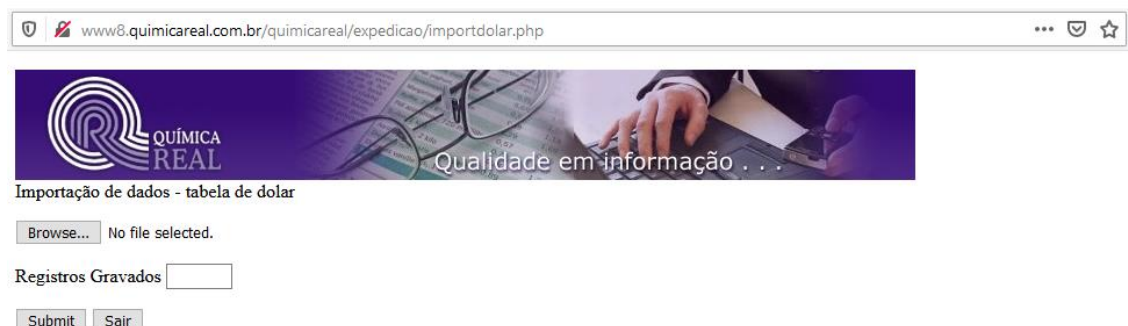 www8.quimicareal.com.br/quimicareal/expedicao/importdolar.php
QUÍMICA
REAL
Qualidade em informação . . .
Importação de dados - tabela de dolar
Browse... No file selected.
Registros Gravados
Submit Sair